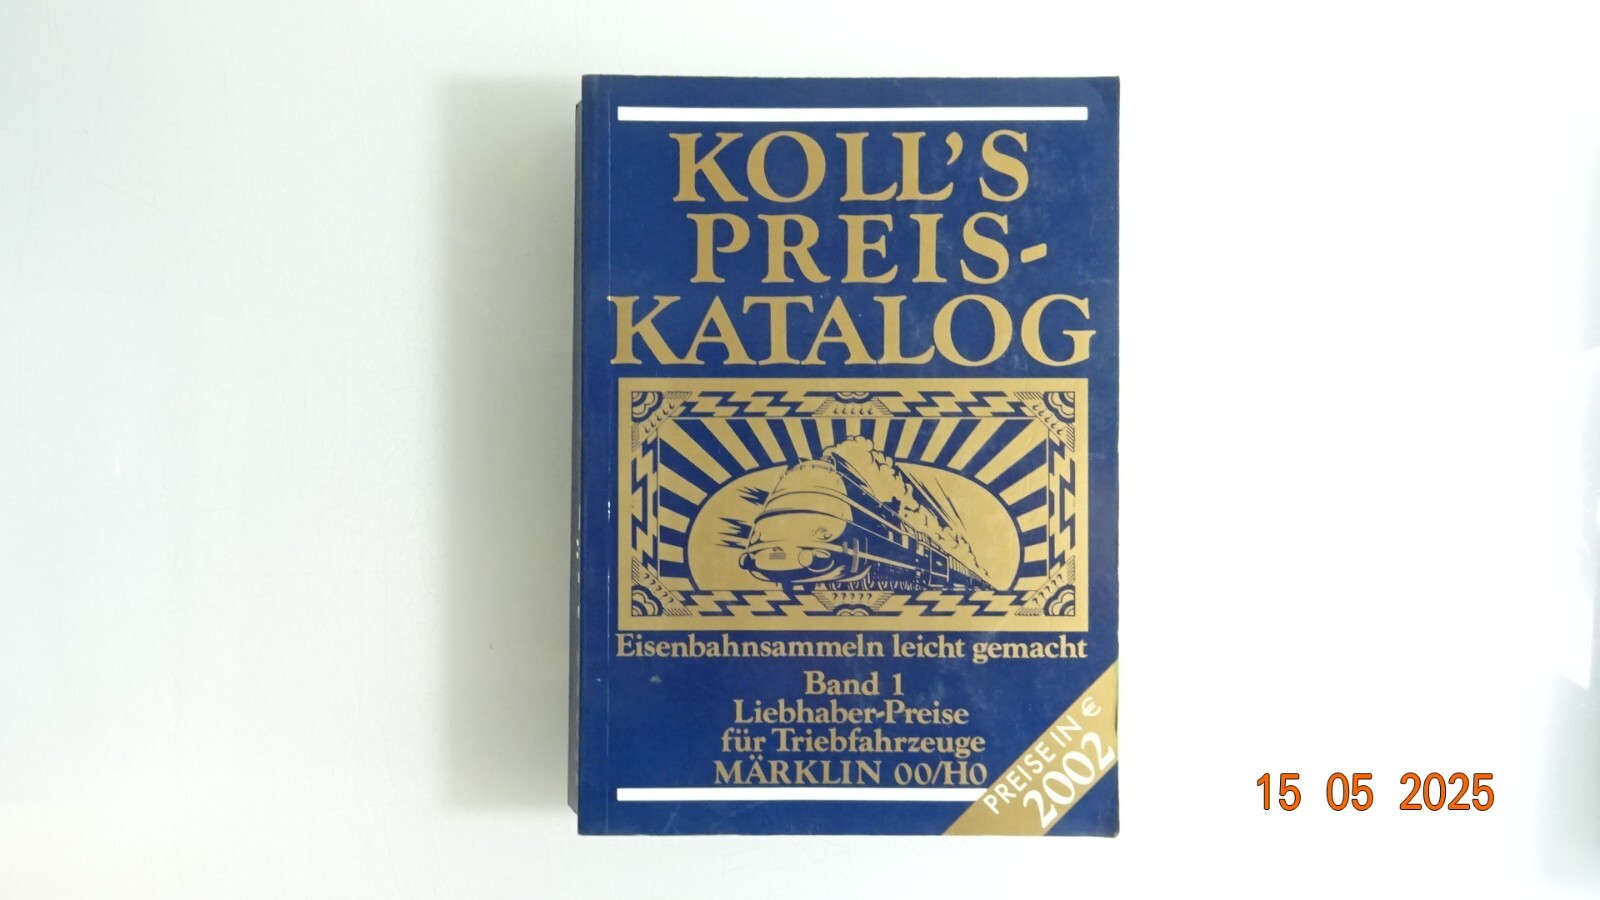 KOLL'S
PREIS-
KATALOG
Eisenbahnsammeln leicht gemacht
Band 1
Liebhaber-Preise
für Triebfahrzeuge
MÄRKLIN 00/H0
PREISE IN €
2002
15 05 2025